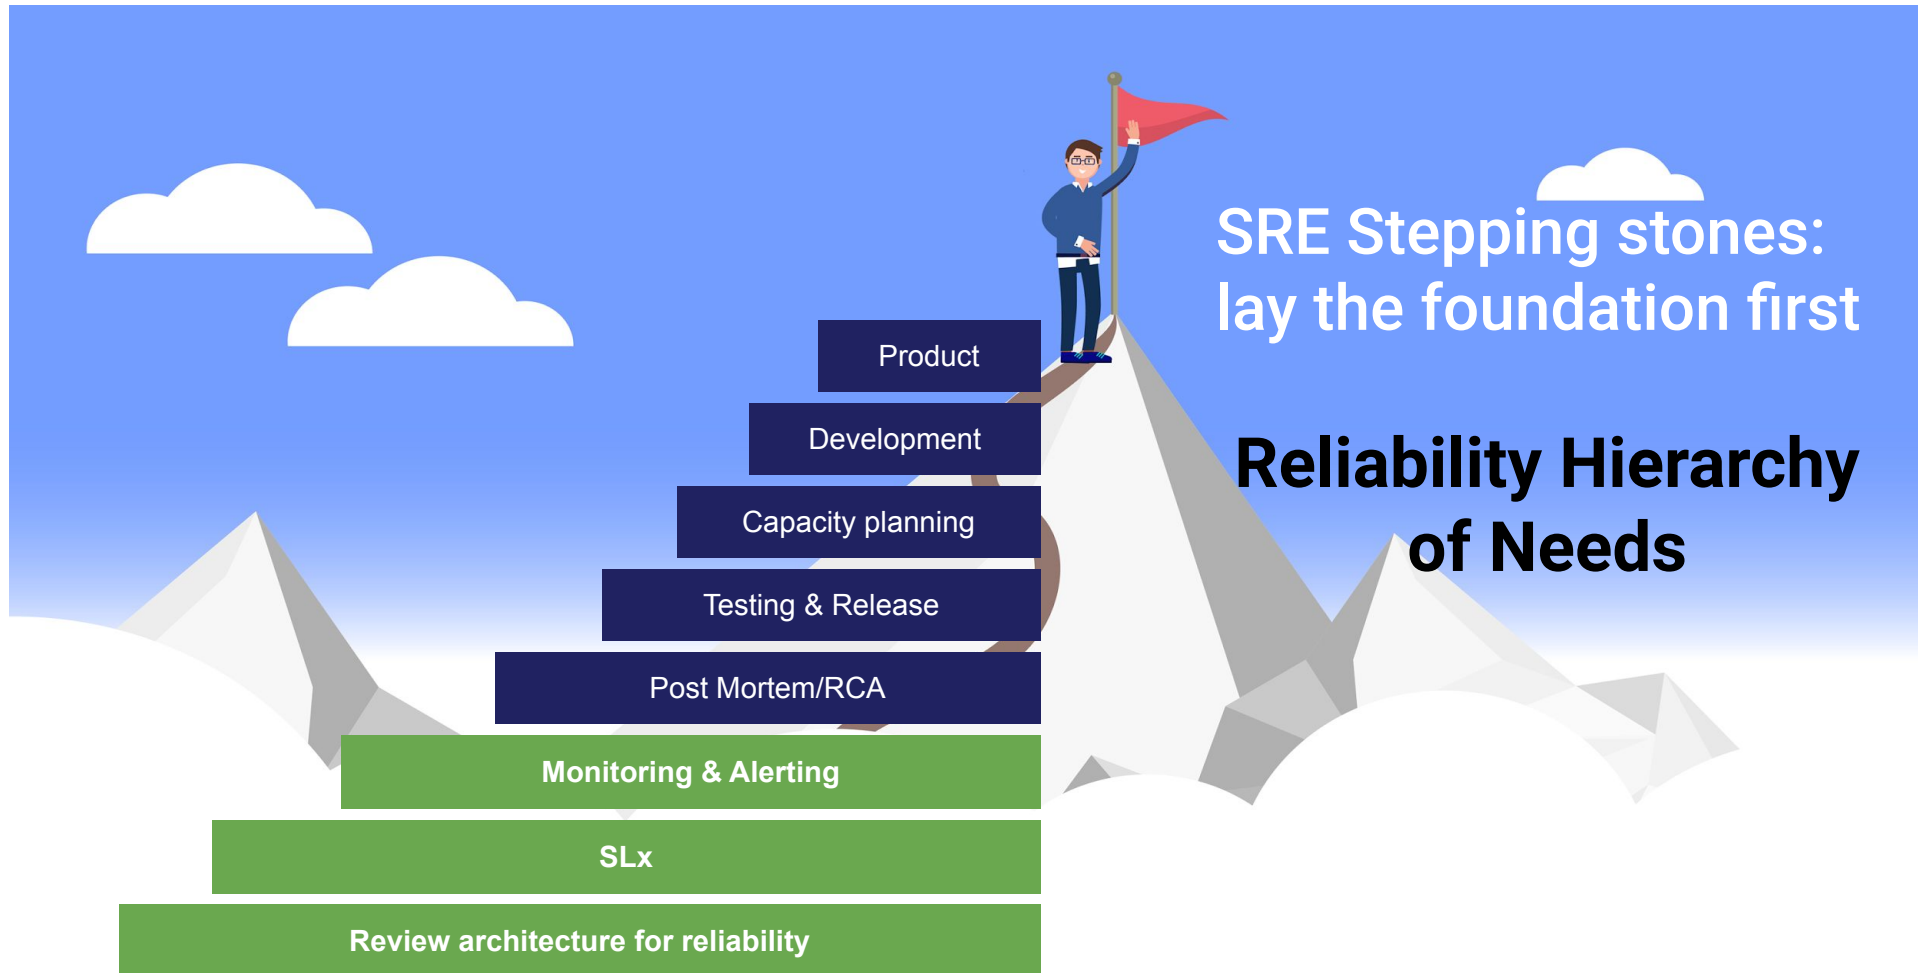 SRE Stepping stones:
lay the foundation first
Reliability Hierarchy
of Needs
Product
Development
Capacity planning
Testing & Release
Post Mortem/RCA
Monitoring & Alerting
SLx
Review architecture for reliability